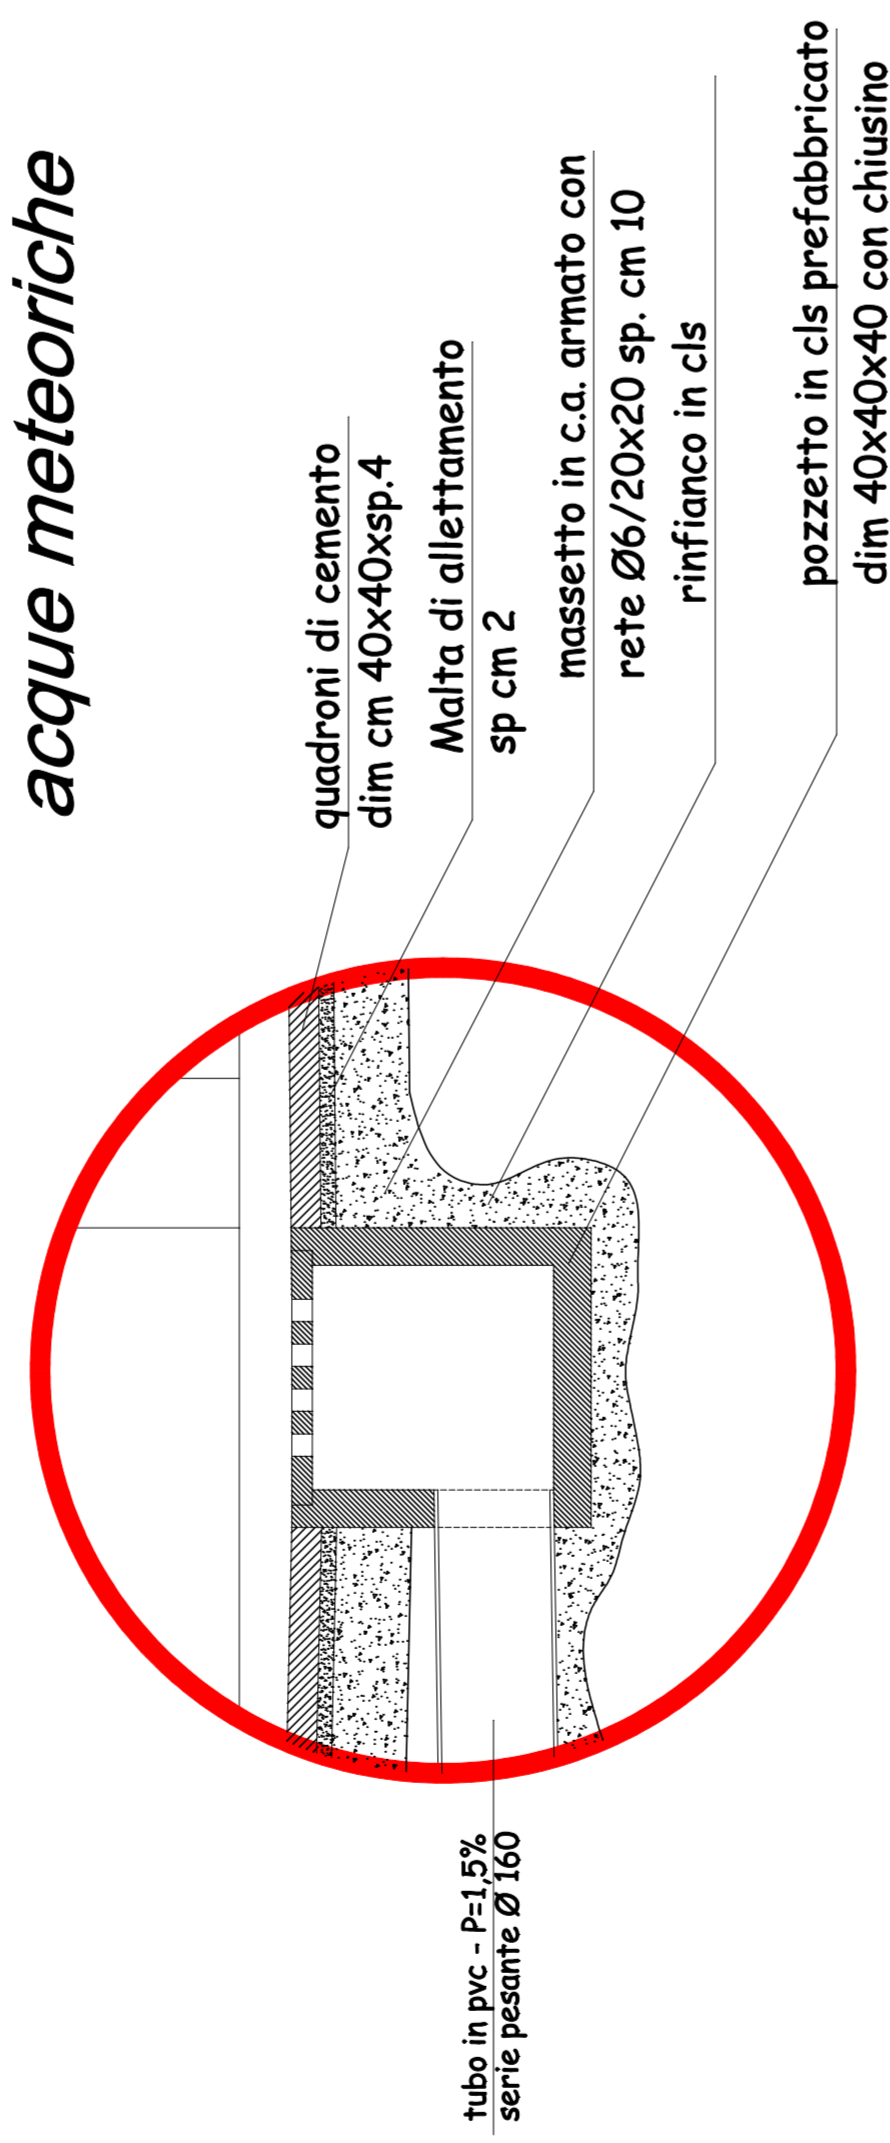 acque meteoriche
quadroni di cemento
dim cm 40x40xsp.4
Malta di allettamento
sp cm 2
massetto in c.a. armato con
rete Ø6/20x20 sp. cm 10
rinfianco in cls
pozzetto in cls prefabbricato
dim 40x40x40 con chiusino
tubo in pvc - P=1,5%
serie pesante Ø 160